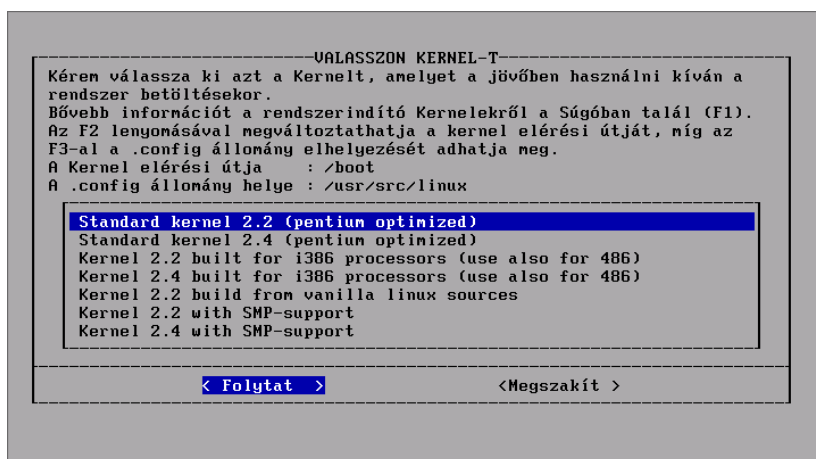 VALASSZON KERNEL-T
Kérem válassza ki azt a Kernelt, amelyet a jövőben használni kíván a
rendszer betöltésekor.
Bővebb információt a rendszerindító Kernelekről a Súgóban talál (F1).
Az F2 lenyomásával megváltoztathatja a kernel elérési útját, míg az
F3-al a .config állomány elhelyezését adhatja meg.
A Kernel elérési útja : /boot
A .config állomány helye : /usr/src/linux
Standard kernel 2.2 (pentium optimized)
Standard kernel 2.4 (pentium optimized)
Kernel 2.2 built for i386 processors (use also for 486)
Kernel 2.4 built for i386 processors (use also for 486)
Kernel 2.2 build from vanilla linux sources
Kernel 2.2 with SMP-support
Kernel 2.4 with SMP-support
< Folytat > <Megszakít >